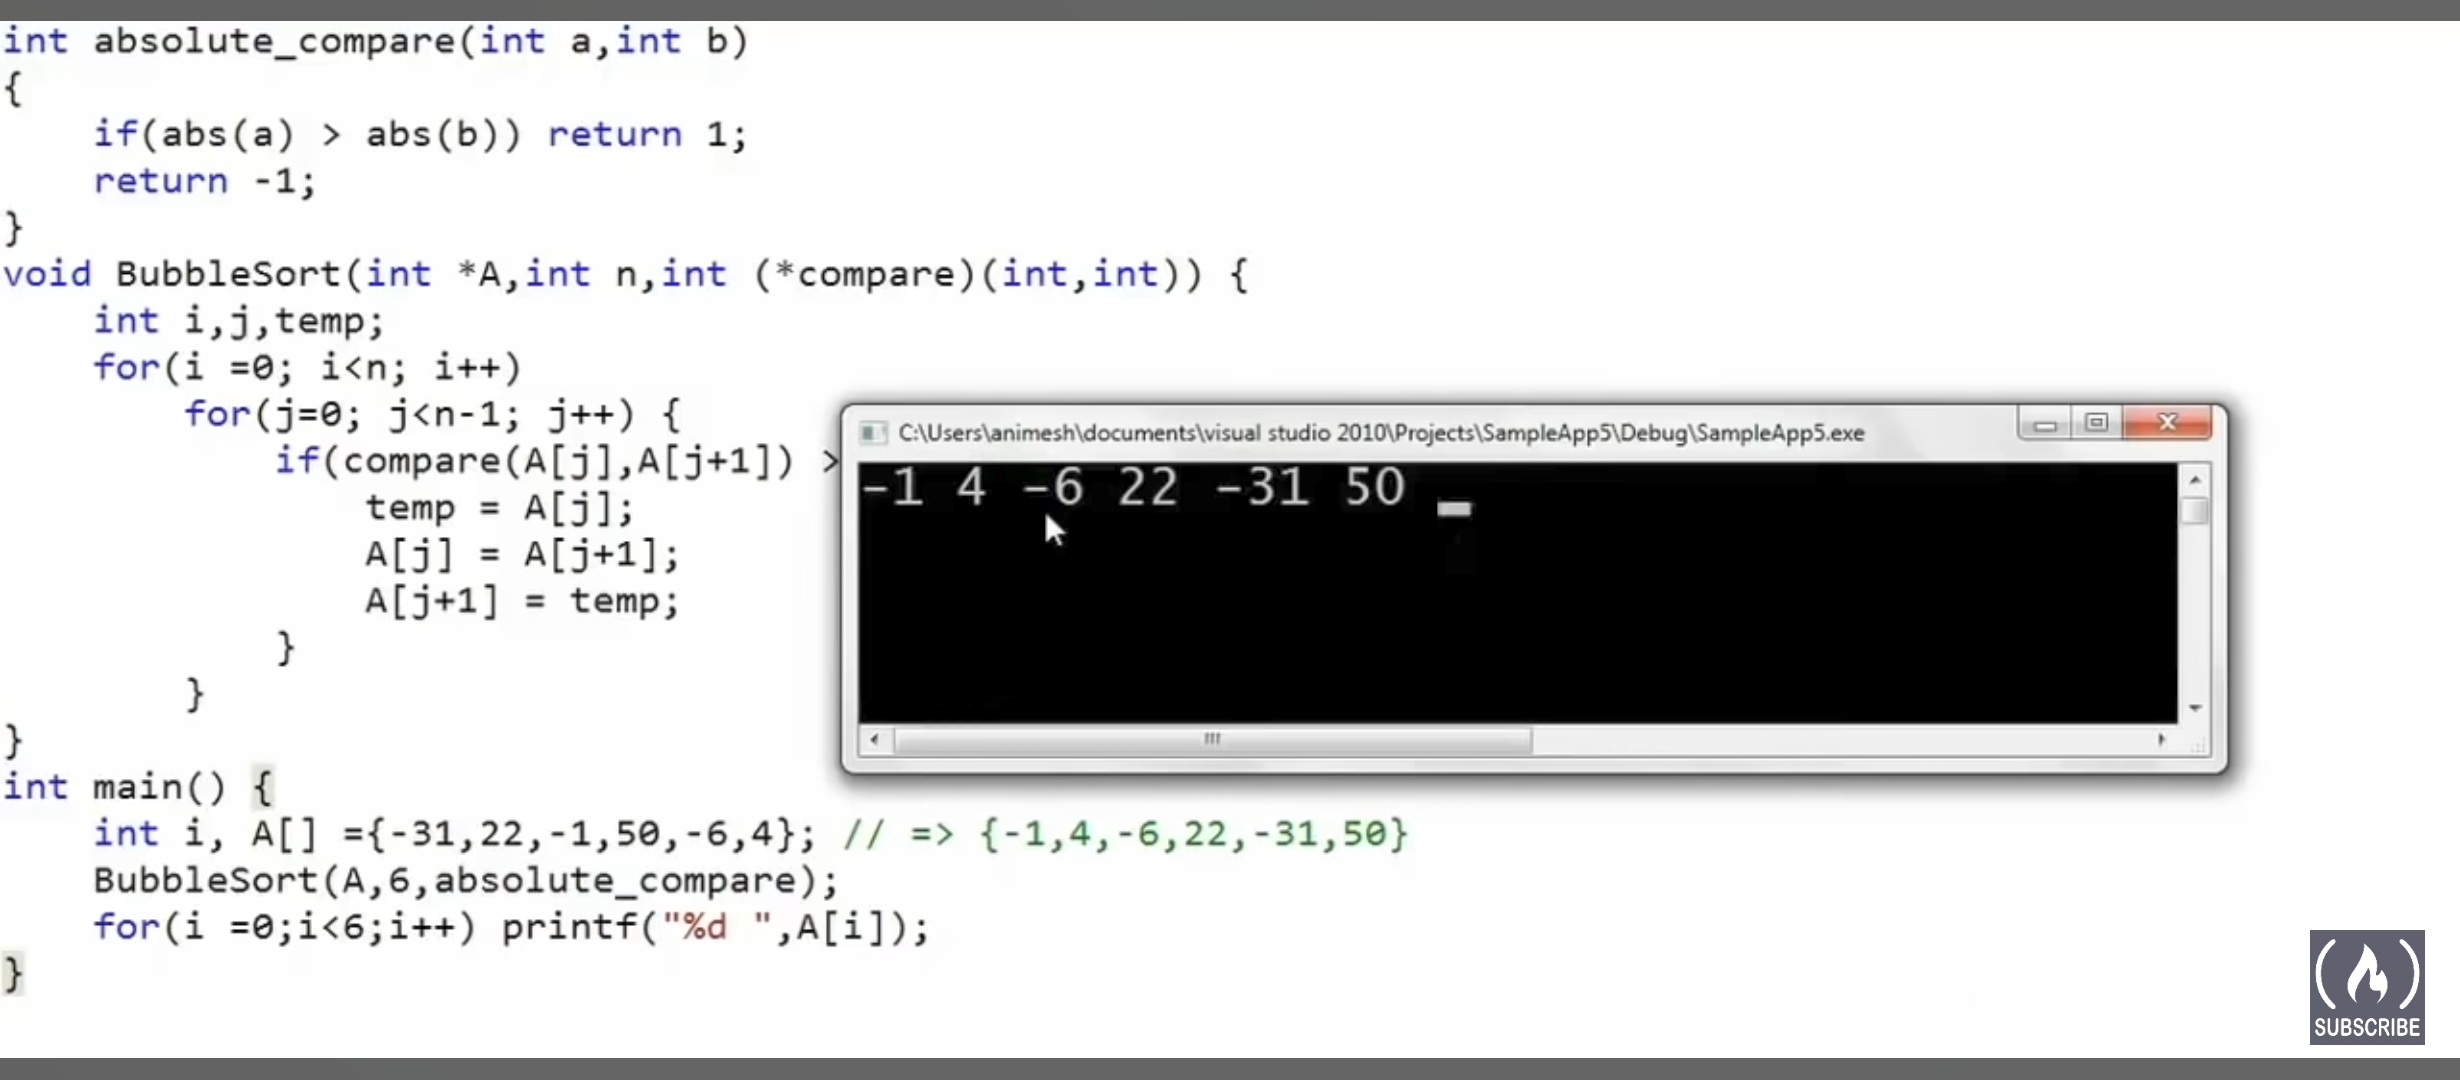 int absolute_compare(int a,int b)
{
if(abs(a) > abs(b)) return 1;
return -1;
}
void BubbleSort(int *A,int n,int (*compare)(int,int)) {
int i,j,temp;
for(i =0; i<n; i++)
for(j=0; j<n-1; j++) {
if(compare(A[j],A[j+1]) >
temp = A[j];
A[j] = A[j+1];
A[j+1] = temp;
}
}
}
int main() {
int i, A[] ={-31,22,-1,50,-6,4}; // => {-1,4,-6,22,-31,50}
BubbleSort(A,6,absolute_compare);
for(i =0;i<6;i++) printf("%d ",A[i]);
}
C:\Users\animesh\documents\visual studio 2010\Projects\SampleApp5\Debug\SampleApp5.exe
-1 4 -6 22 -31 50
SUBSCRIBE